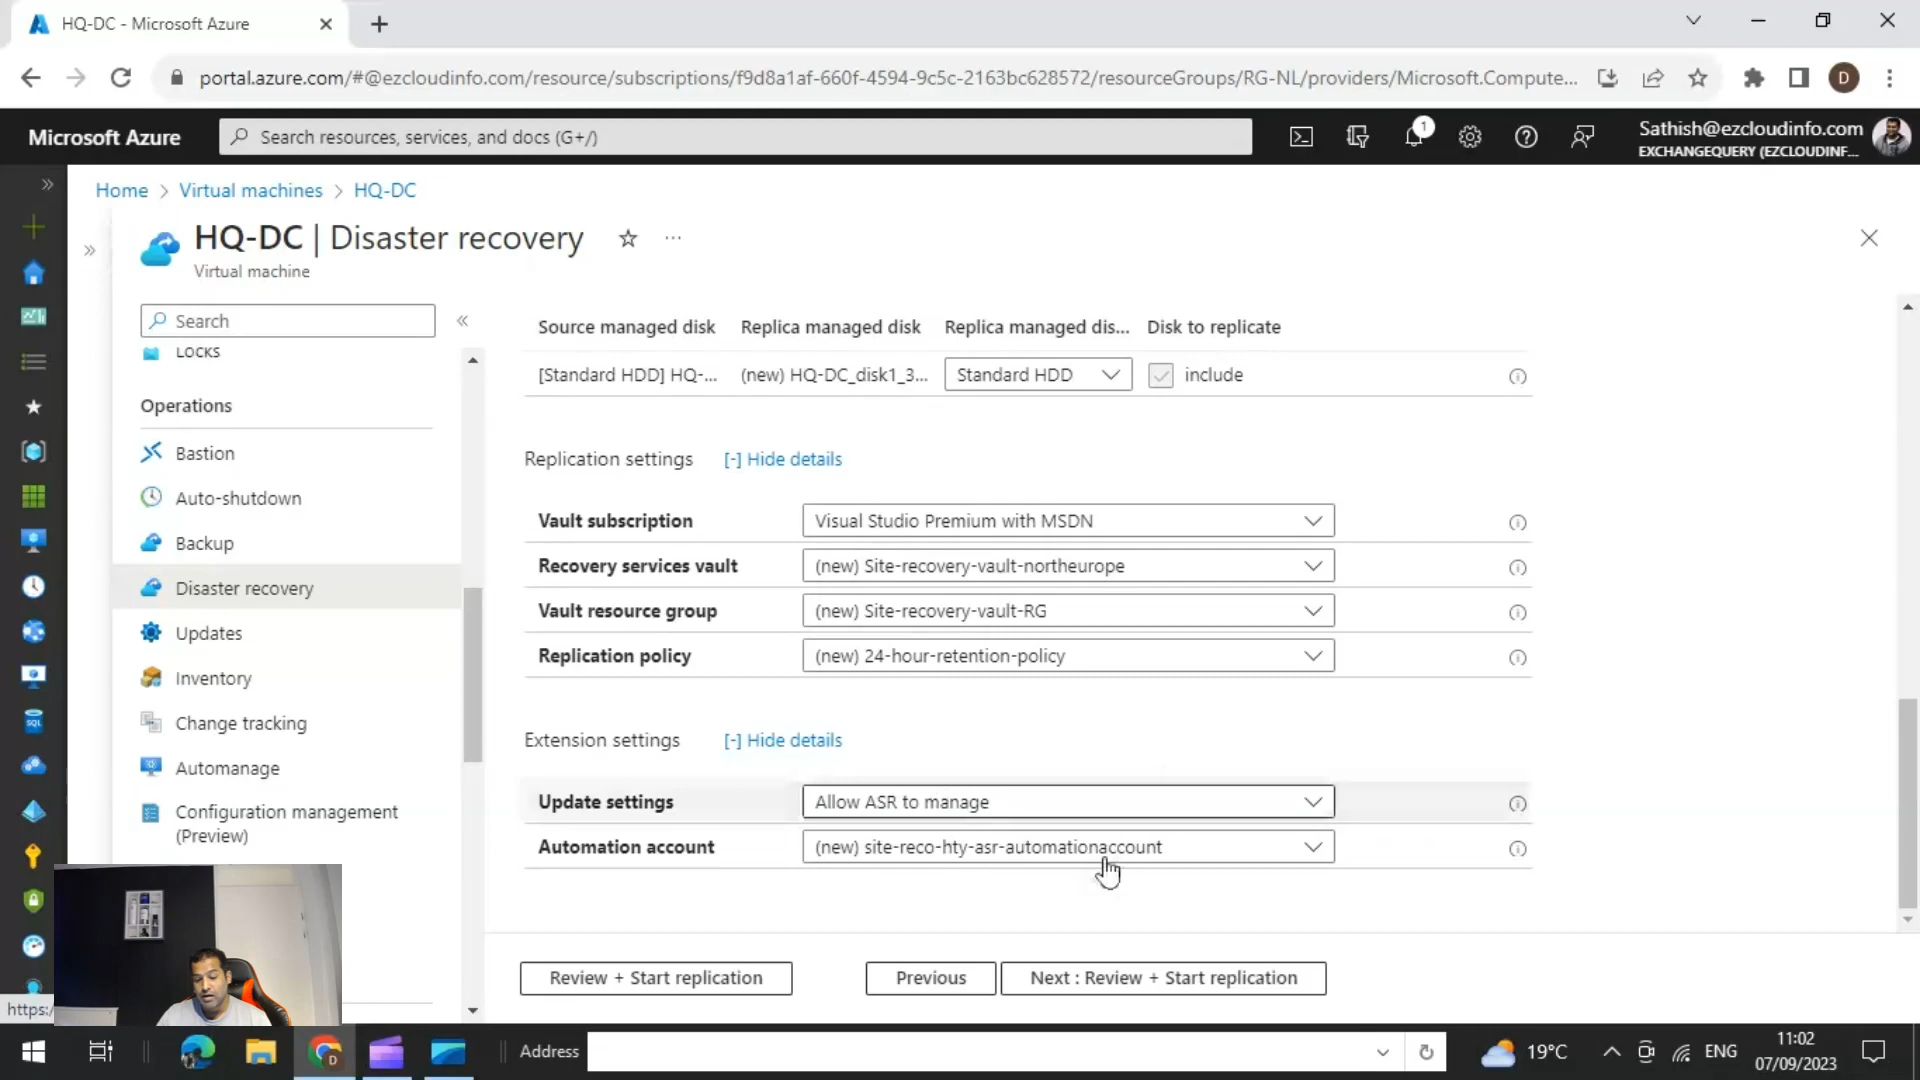 HQ-DC - Microsoft Azure
portal.azure.com/#@ezcloudinfo.com/resource/subscriptions/f9d8a1af-660f-4594-9c5c-2163bc628572/resourceGroups/RG-NL/providers/Microsoft.Compute...
D
Microsoft Azure
Search resources, services, and docs (G+/)
1
Sathish@ezcloudinfo.com
EXCHANGEQUERY (EZCLOUDINF...
Home > Virtual machines > HQ-DC
HQ-DC | Disaster recovery
Virtual machine
Search
Locks
Operations
Bastion
Auto-shutdown
Backup
Disaster recovery
Updates
Inventory
Change tracking
Automanage
Configuration management
(Preview)
Source managed disk Replica managed disk Replica managed dis... Disk to replicate
[Standard HDD] HQ-... (new) HQ-DC_disk1_3... Standard HDD include
Replication settings [-] Hide details
Vault subscription Visual Studio Premium with MSDN
Recovery services vault (new) Site-recovery-vault-northeurope
Vault resource group (new) Site-recovery-vault-RG
Replication policy (new) 24-hour-retention-policy
Extension settings [-] Hide details
Update settings Allow ASR to manage
Automation account (new) site-reco-hty-asr-automationaccount
Review + Start replication Previous Next : Review + Start replication
https:/
Address
19°C
ENG
11:02
07/09/2023